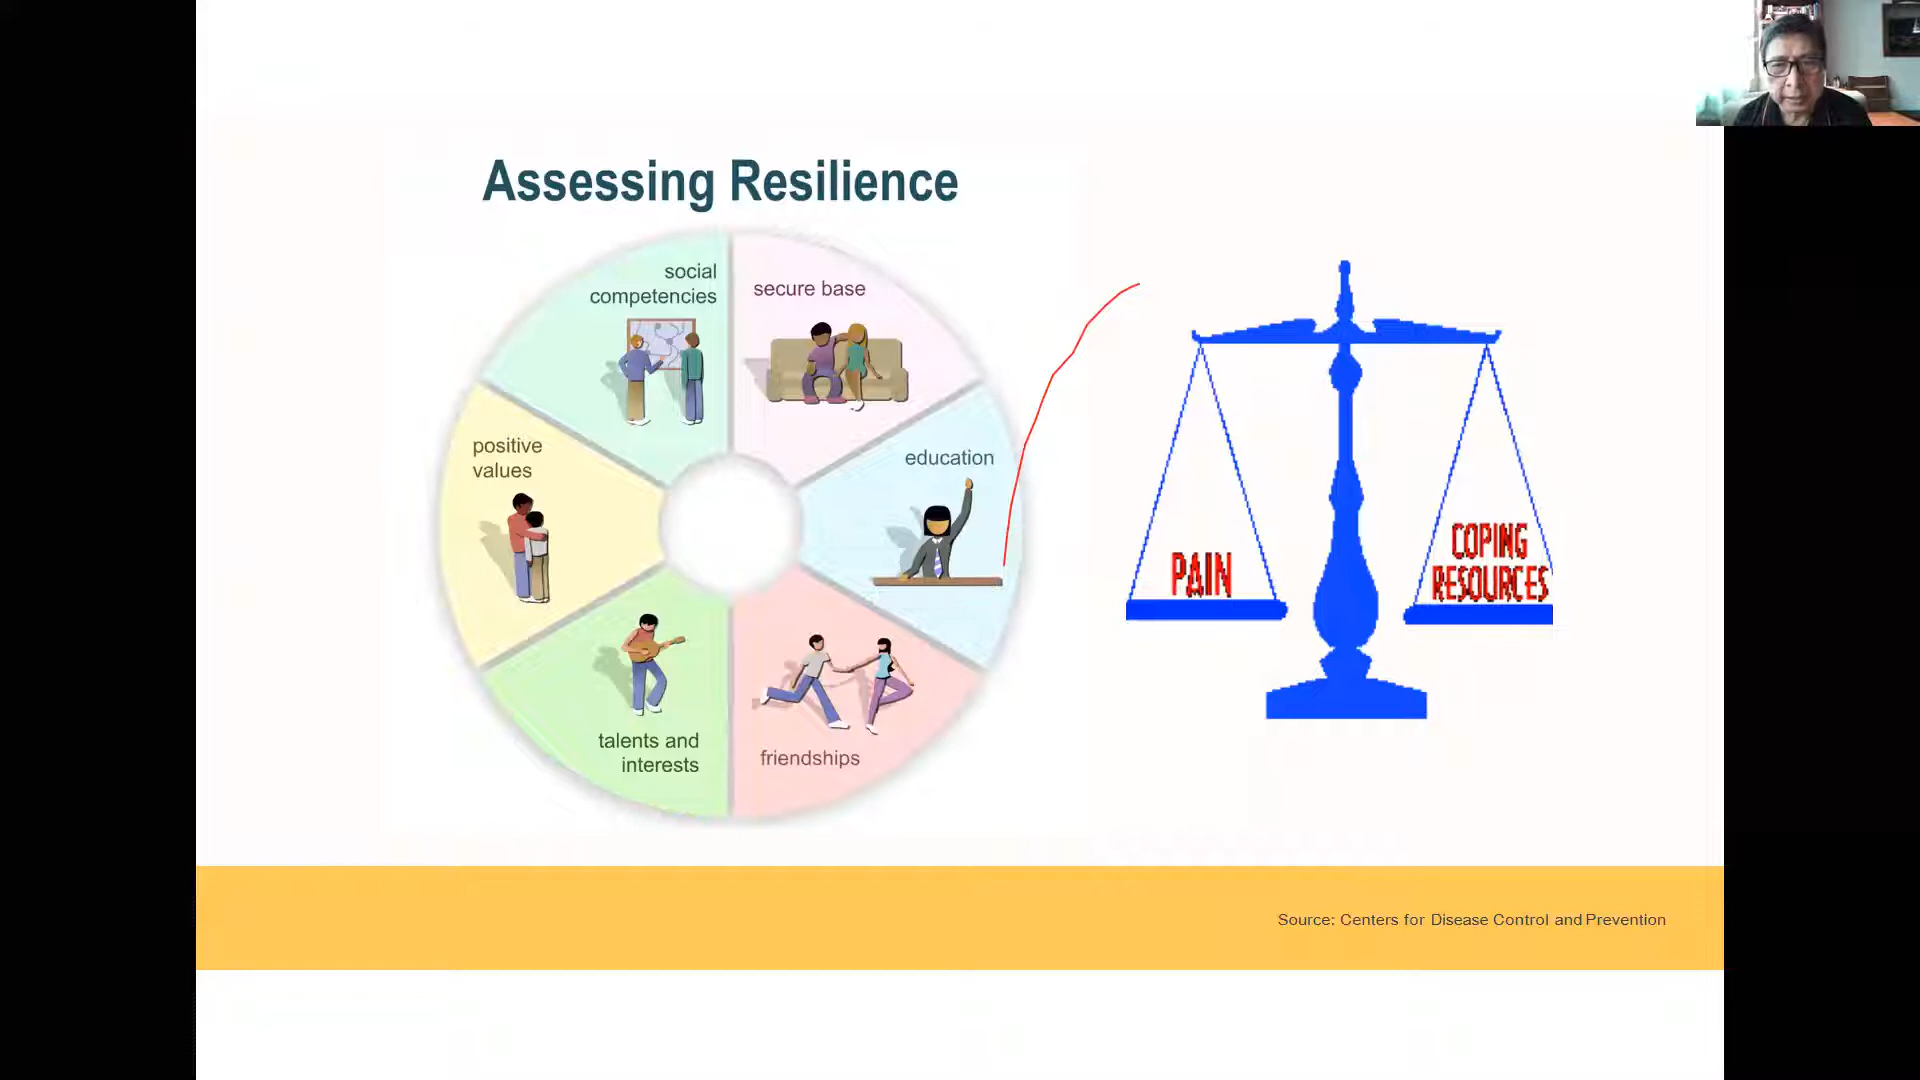 Assessing Resilience
social
competencies
secure base
positive
values
education
talents and
interests
friendships
PAIN
COPING
RESOURCES
Source: Centers for Disease Control and Prevention